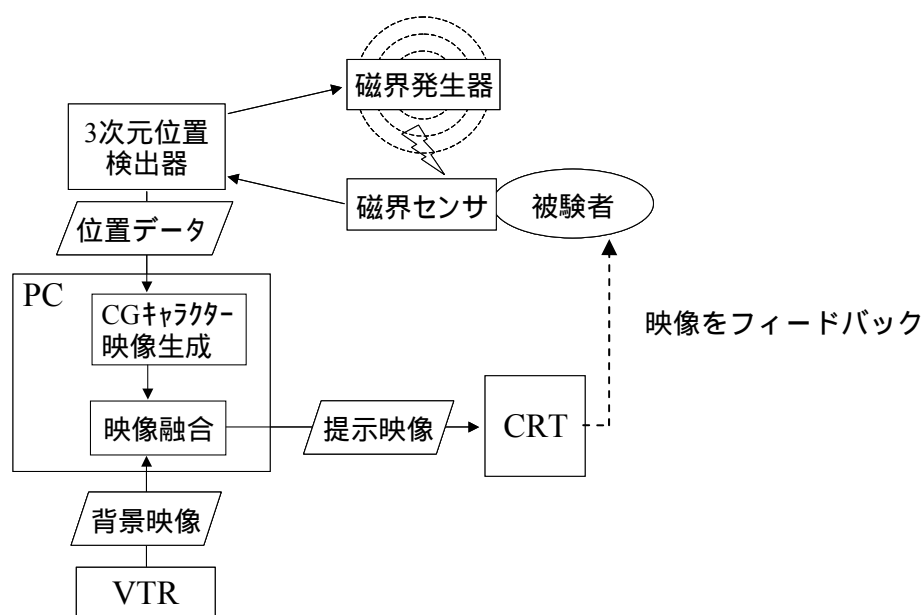 磁界発生器
3次元位置
検出器
磁界センサ
被験者
位置データ
PC
CGキャラクター
映像生成
映像をフィードバック
映像融合
提示映像
CRT
背景映像
VTR